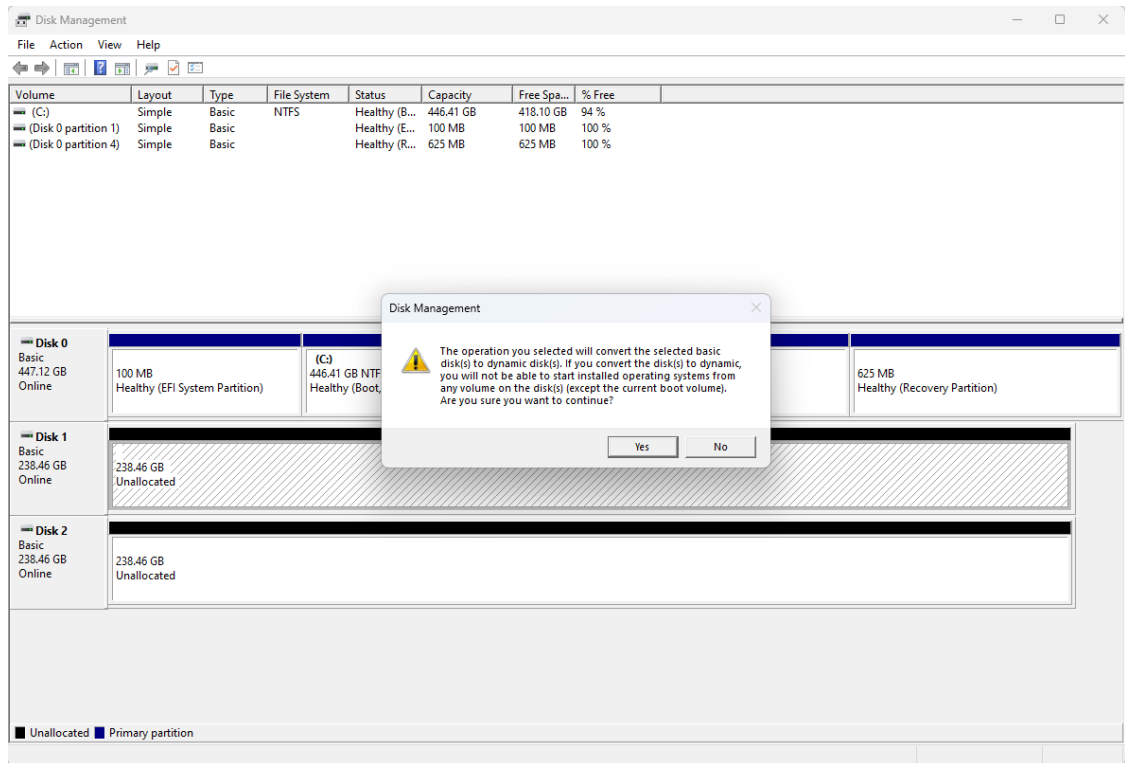 Disk Management
File Action View Help
Volume Layout Type File System Status Capacity Free Spa... % Free
(C:) Simple Basic NTFS Healthy (B... 446.41 GB 418.10 GB 94 %
(Disk 0 partition 1) Simple Basic Healthy (E... 100 MB 100 MB 100 %
(Disk 0 partition 4) Simple Basic Healthy (R... 625 MB 625 MB 100 %
Disk Management
The operation you selected will convert the selected basic
disk(s) to dynamic disk(s). If you convert the disk(s) to dynamic,
you will not be able to start installed operating systems from
any volume on the disk(s) (except the current boot volume).
Are you sure you want to continue?
Yes No
Disk 0
Basic
447.12 GB
Online
100 MB
Healthy (EFI System Partition)
(C:)
446.41 GB NTF
Healthy (Boot,
625 MB
Healthy (Recovery Partition)
Disk 1
Basic
238.46 GB
Online
238.46 GB
Unallocated
Disk 2
Basic
238.46 GB
Online
238.46 GB
Unallocated
Unallocated Primary partition